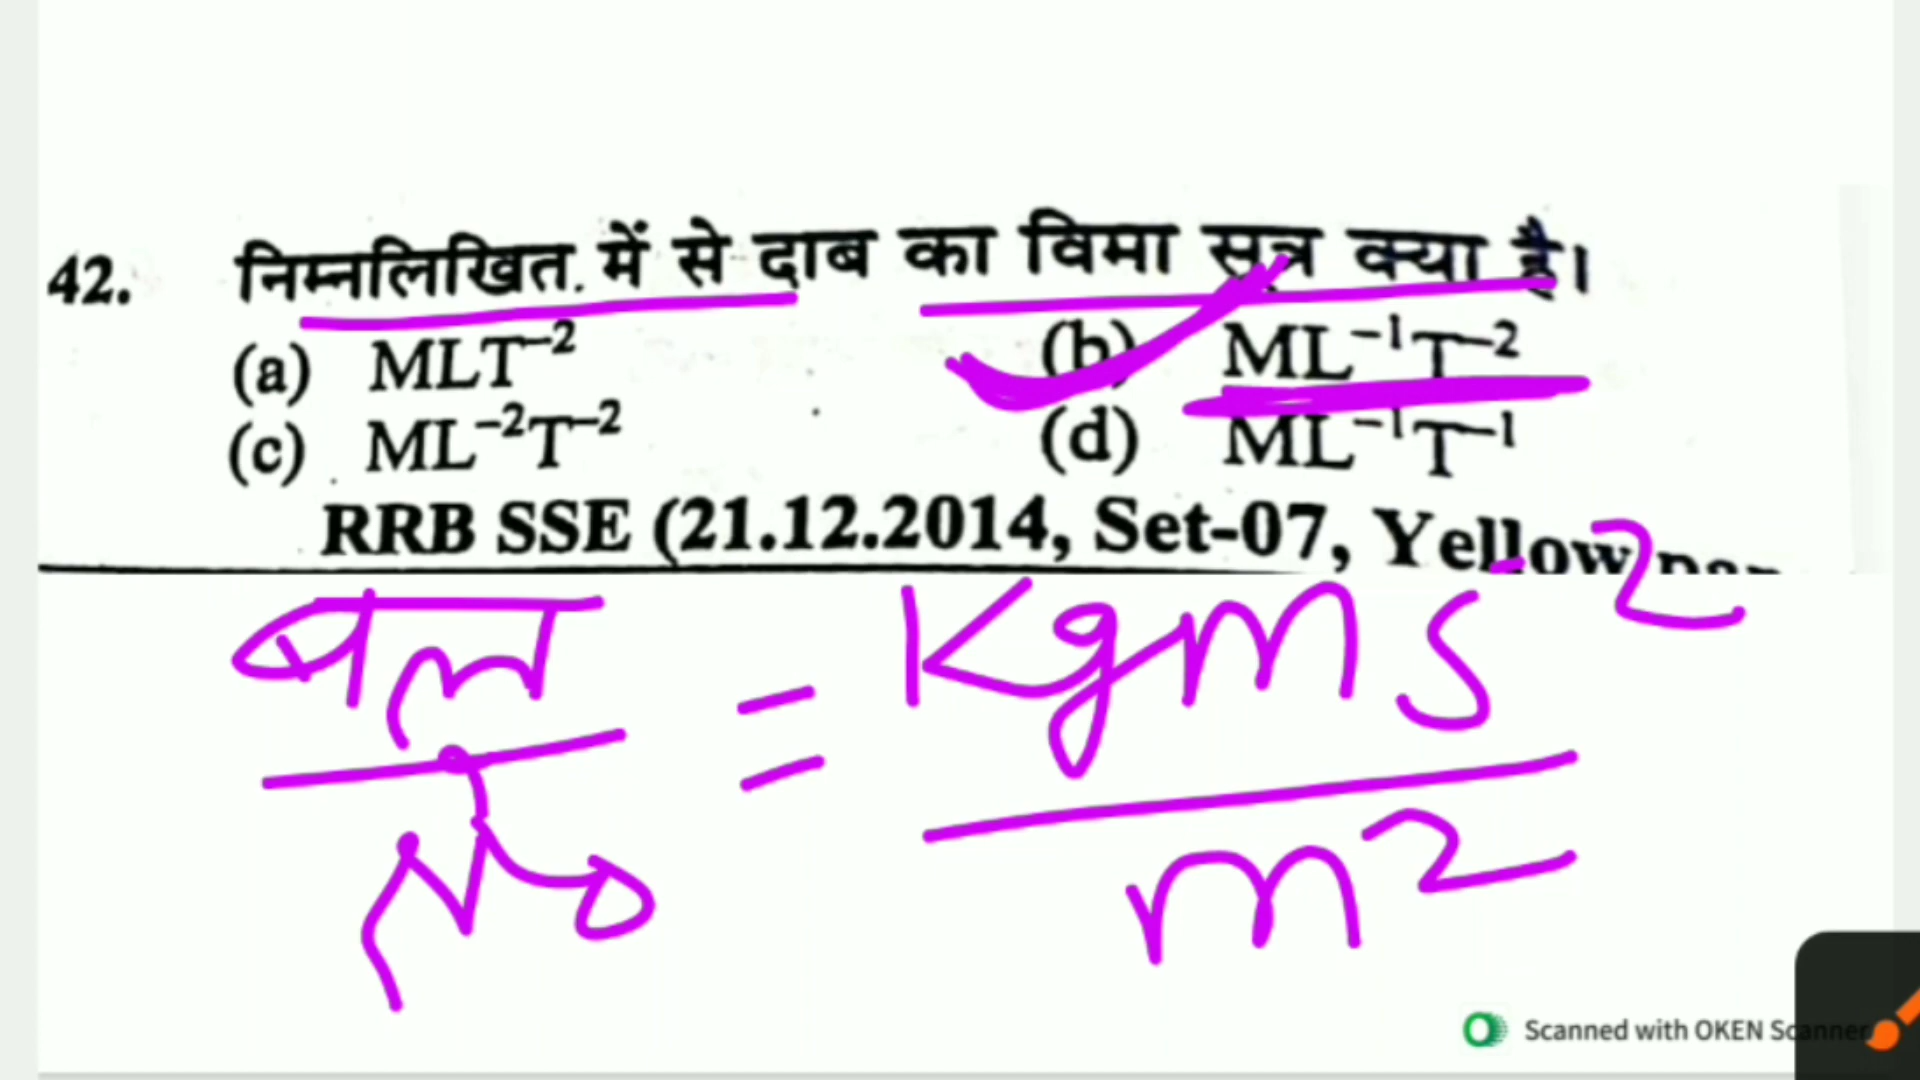 42. निम्नलिखित में से दाब का विमा सूत्र क्या है।
(a) MLT⁻² (b) ML⁻¹T⁻²
(c) ML⁻²T⁻² (d) ML⁻¹T⁻¹
RRB SSE (21.12.2014, Set-07, Yellow
बल = Kgms⁻²
क्षे०
m²
Scanned with OKEN Scanner